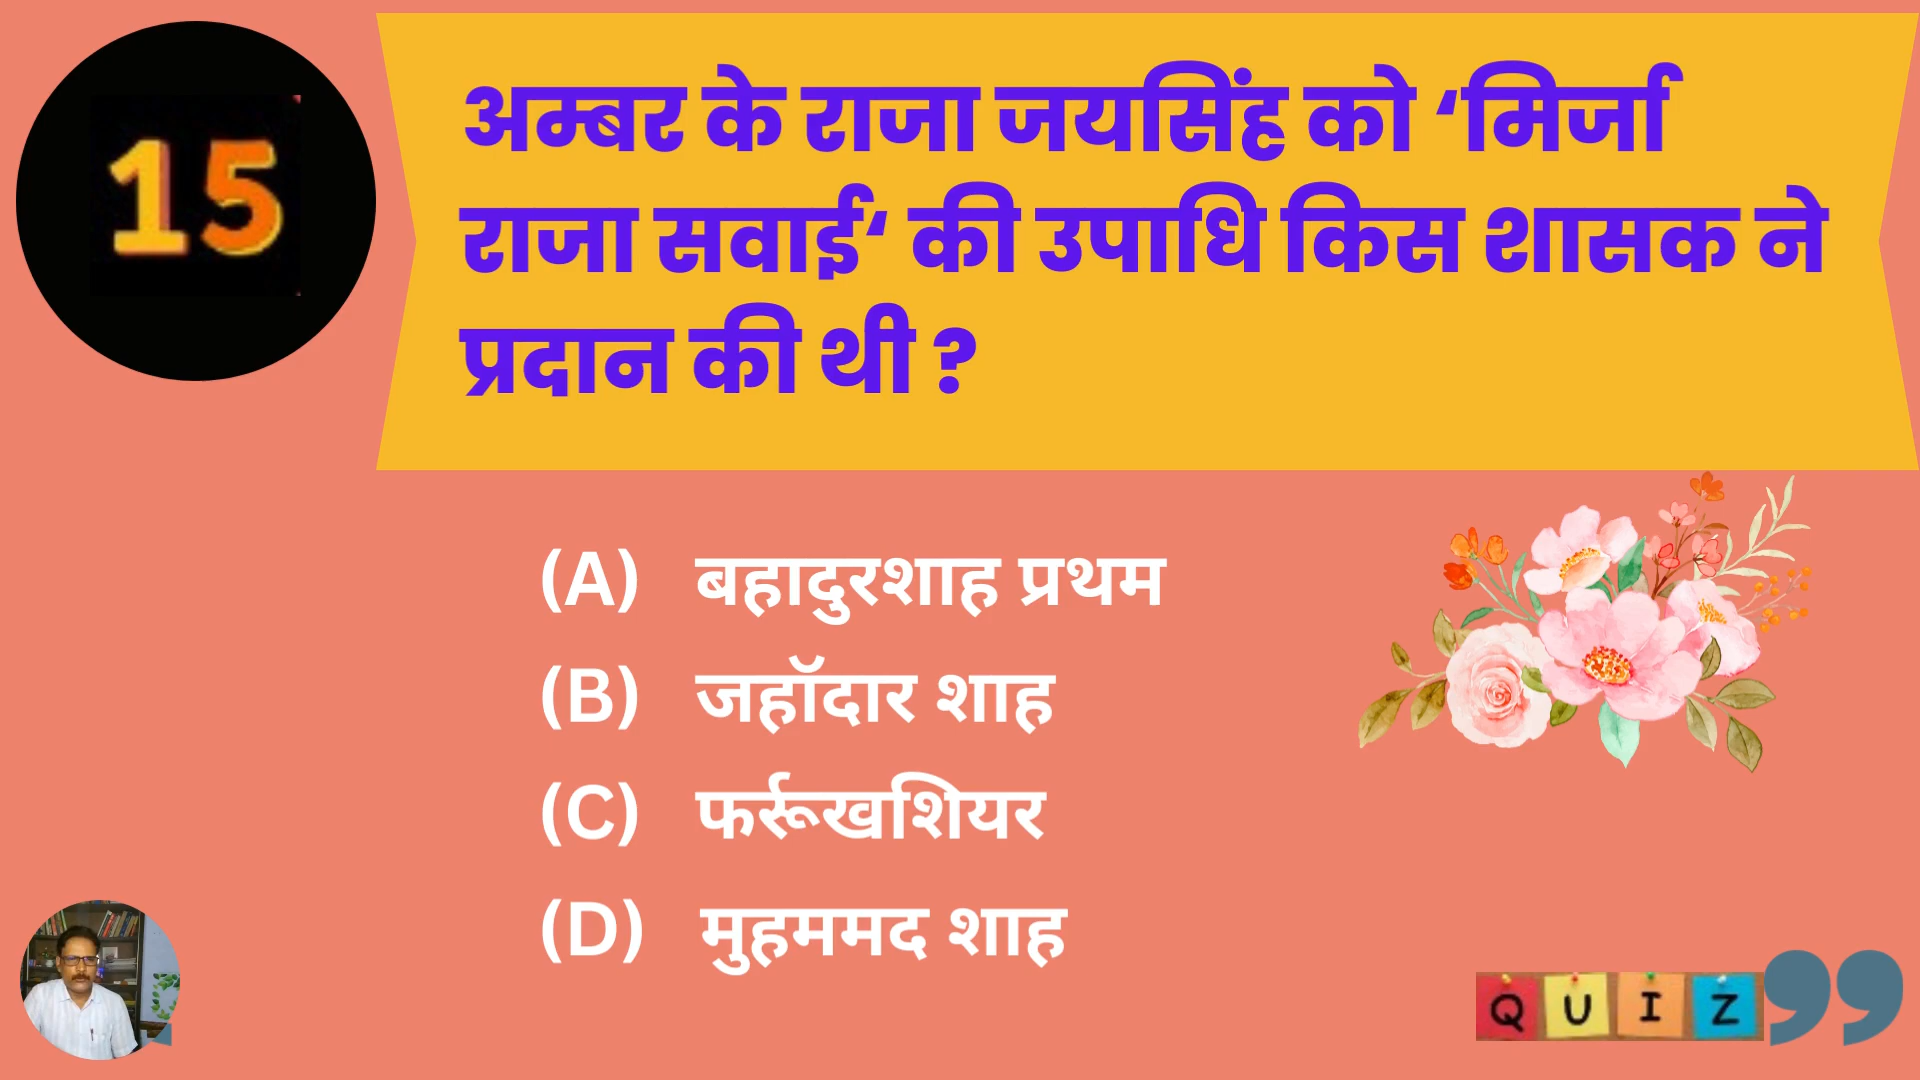 15
अम्बर के राजा जयसिंह को ‘मिर्जा
राजा सवाई‘ की उपाधि किस शासक ने
प्रदान की थी ?
(A) बहादुरशाह प्रथम
(B) जहॉदार शाह
(C) फर्रूखशियर
(D) मुहममद शाह
QUIZ